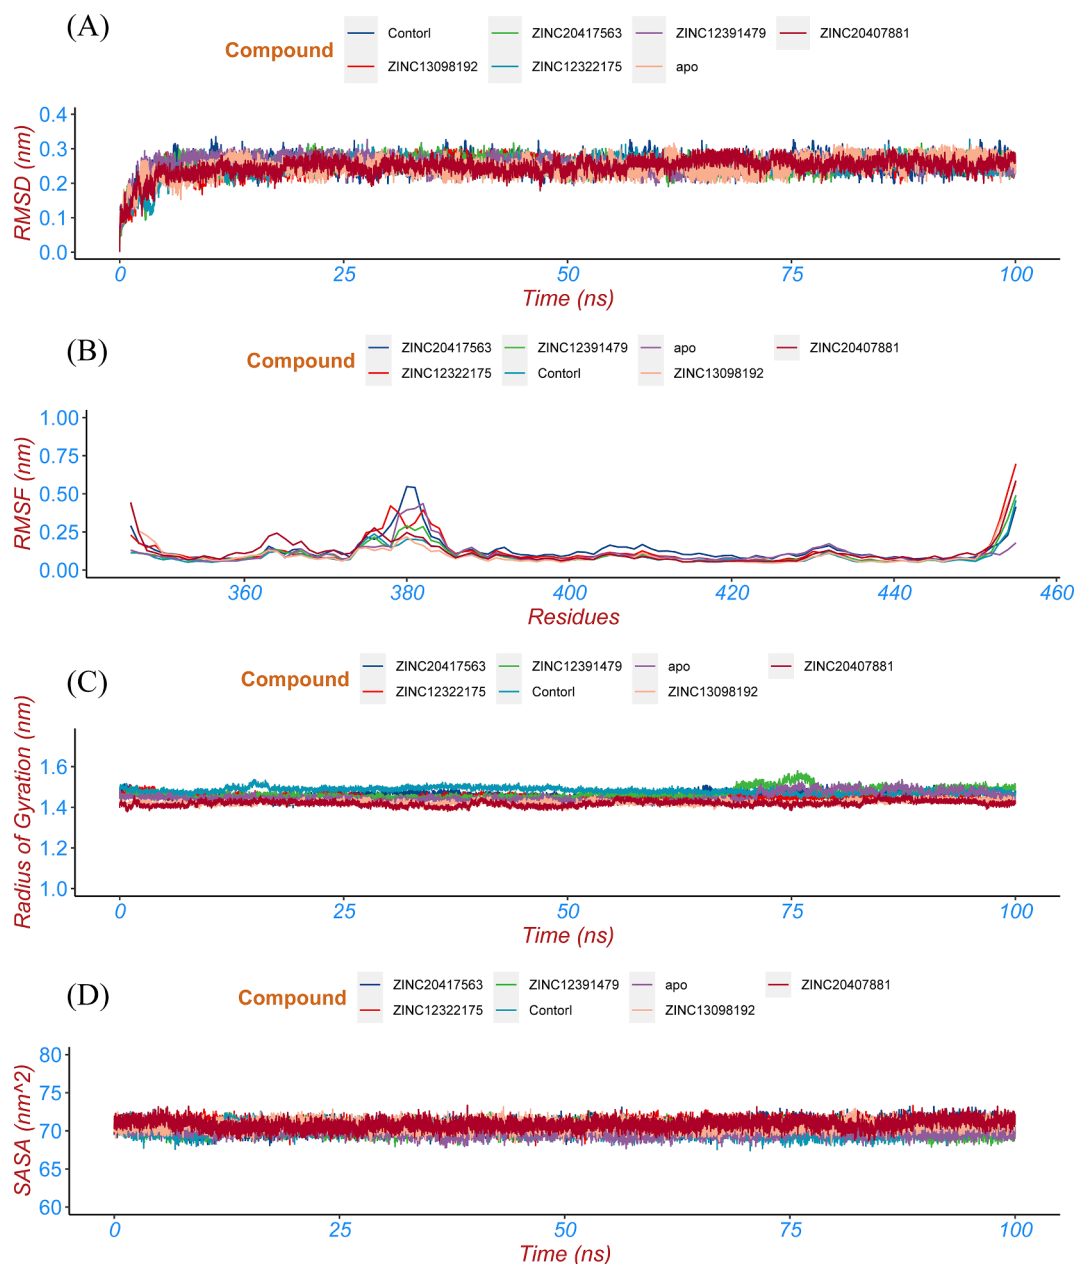 (A)
Compound
Contorl ZINC20417563 ZINC12391479 ZINC20407881
ZINC13098192 ZINC12322175 apo
RMSD (nm)
0.4
0.3
0.2
0.1
0.0
0 25 50 75 100
Time (ns)
(B)
Compound
ZINC20417563 ZINC12391479 apo ZINC20407881
ZINC12322175 Contorl ZINC13098192
RMSF (nm)
1.00
0.75
0.50
0.25
0.00
360 380 400 420 440 460
Residues
(C)
Compound
ZINC20417563 ZINC12391479 apo ZINC20407881
ZINC12322175 Contorl ZINC13098192
Radius of Gyration (nm)
1.6
1.4
1.2
1.0
0 25 50 75 100
Time (ns)
(D)
Compound
ZINC20417563 ZINC12391479 apo ZINC20407881
ZINC12322175 Contorl ZINC13098192
SASA (nm^2)
80
75
70
65
60
0 25 50 75 100
Time (ns)